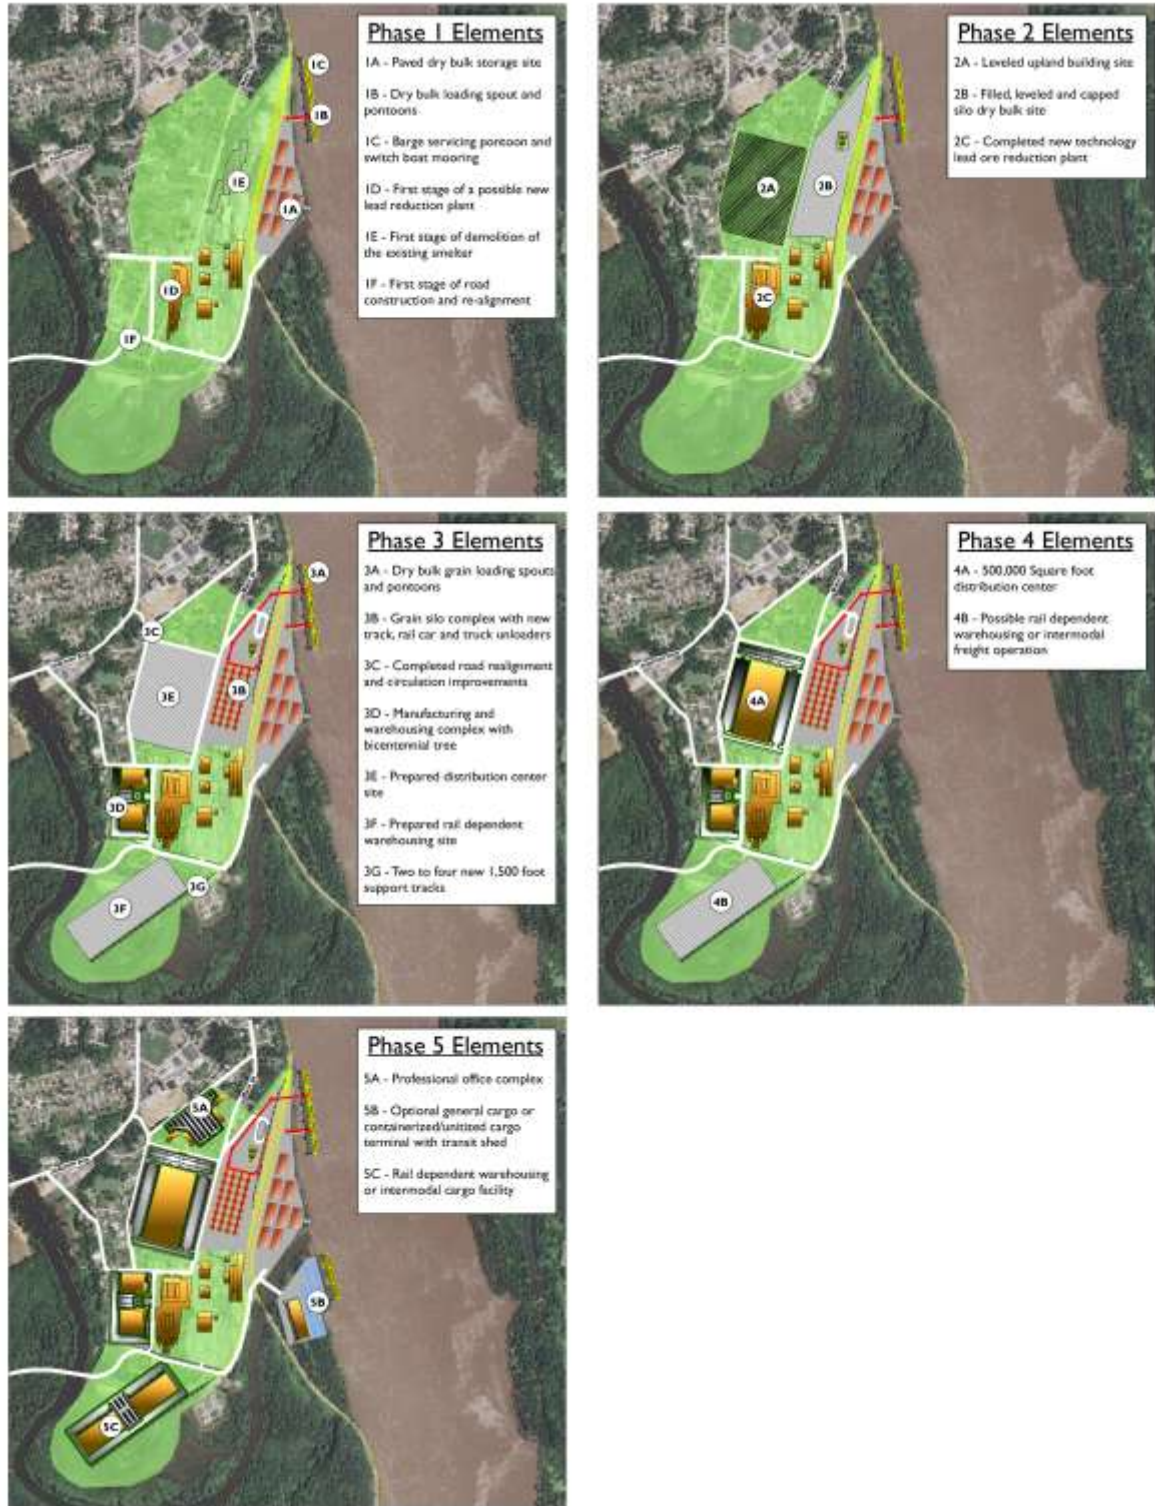 Phase 1 Elements
1A - Paved dry bulk storage site
1B - Dry bulk loading spout and
pontoons
1C - Barge servicing pontoon and
switch boat mooring
1D - First stage of a possible new
lead reduction plant
1E - First stage of demolition of
the existing smelter
1F - First stage of road
construction and re-alignment
1C
1B
1E
1A
1D
1F
Phase 2 Elements
2A - Leveled upland building site
2B - Filled, leveled and capped
silo dry bulk site
2C - Completed new technology
lead ore reduction plant
2A
2B
2C
Phase 3 Elements
3A - Dry bulk grain loading spouts
and pontoons
3B - Grain silo complex with new
track, rail car and truck unloaders
3C - Completed road realignment
and circulation improvements
3D - Manufacturing and
warehousing complex with
bicentennial tree
3E - Prepared distribution center
site
3F - Prepared rail dependent
warehousing site
3G - Two to four new 1,500 foot
support tracks
3A
3C
3E
3B
3D
3G
3F
Phase 4 Elements
4A - 500,000 Square foot
distribution center
4B - Possible rail dependent
warehousing or intermodal
freight operation
4A
4B
Phase 5 Elements
5A - Professional office complex
5B - Optional general cargo or
containerized/unitized cargo
terminal with transit shed
5C - Rail dependent warehousing
or intermodal cargo facility
5A
5B
5C